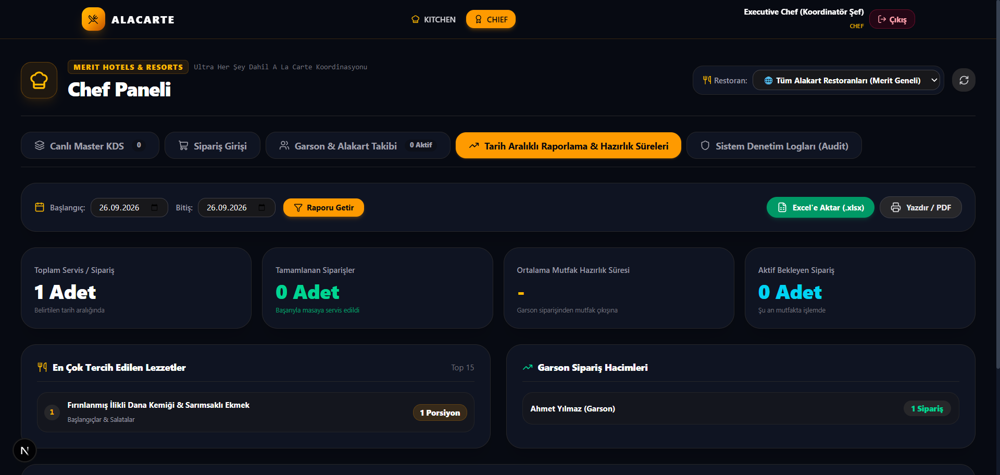 ALACARTE
KITCHEN
CHIEF
Executive Chef (Koordinatör Şef)
CHEF
Çıkış
MERIT HOTELS & RESORTS
Ultra Her Şey Dahil A La Carte Koordinasyonu
Chef Paneli
Restoran:
Tüm Alakart Restoranları (Merit Geneli)
Canlı Master KDS 0
Sipariş Girişi
Garson & Alakart Takibi 0 Aktif
Tarih Aralıklı Raporlama & Hazırlık Süreleri
Sistem Denetim Logları (Audit)
Başlangıç: 26.09.2026
Bitiş: 26.09.2026
Raporu Getir
Excel'e Aktar (.xlsx)
Yazdır / PDF
Toplam Servis / Sipariş
1 Adet
Belirtilen tarih aralığında
Tamamlanan Siparişler
0 Adet
Başarıyla masaya servis edildi
Ortalama Mutfak Hazırlık Süresi
-
Garson siparişinden mutfak çıkışına
Aktif Bekleyen Sipariş
0 Adet
Şu an mutfakta işlemde
En Çok Tercih Edilen Lezzetler
Top 15
1
Fırınlanmış İlikli Dana Kemiği & Sarımsaklı Ekmek
Başlangıçlar & Salatalar
1 Porsiyon
Garson Sipariş Hacimleri
Ahmet Yılmaz (Garson)
1 Sipariş
N